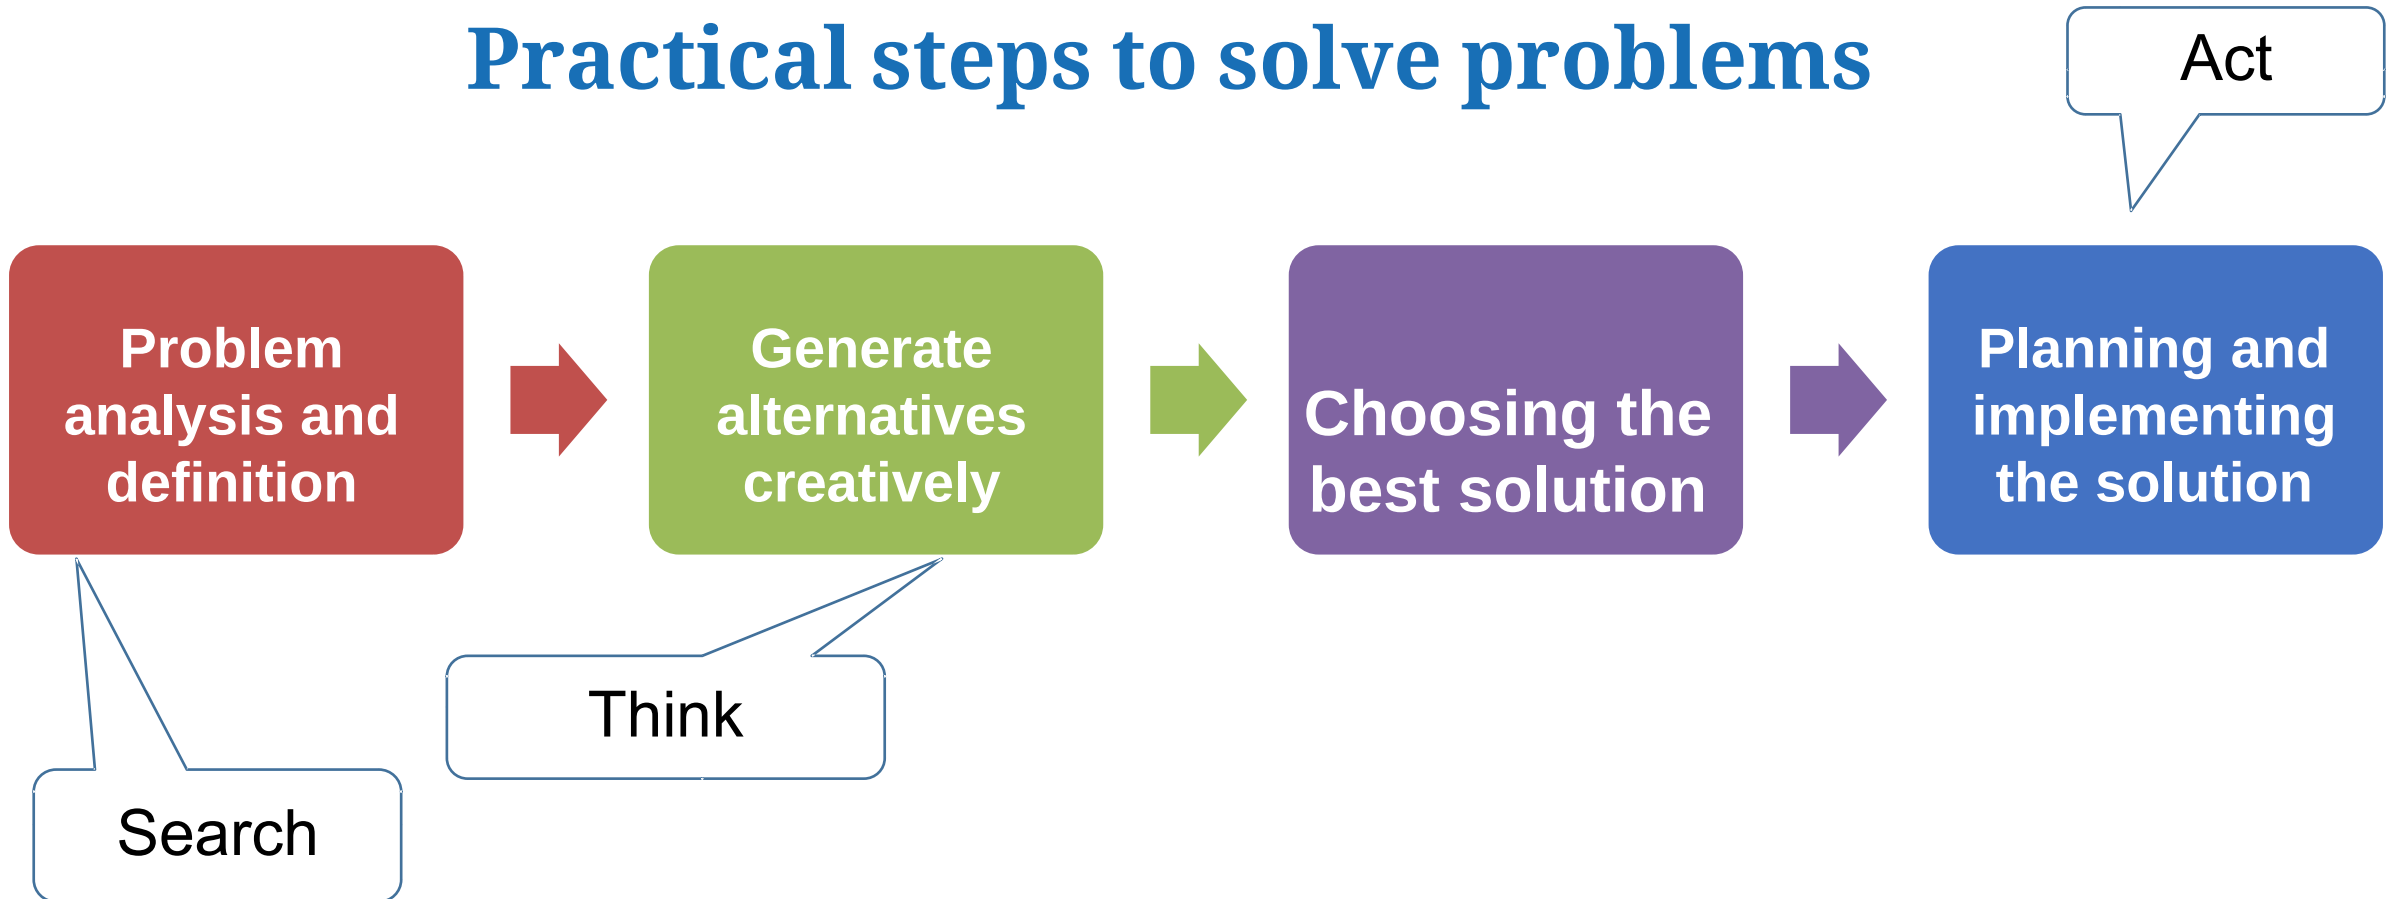 Practical steps to solve problems
Act
Problem
analysis and
definition
Generate
alternatives
creatively
Choosing the
best solution
Planning and
implementing
the solution
Think
Search